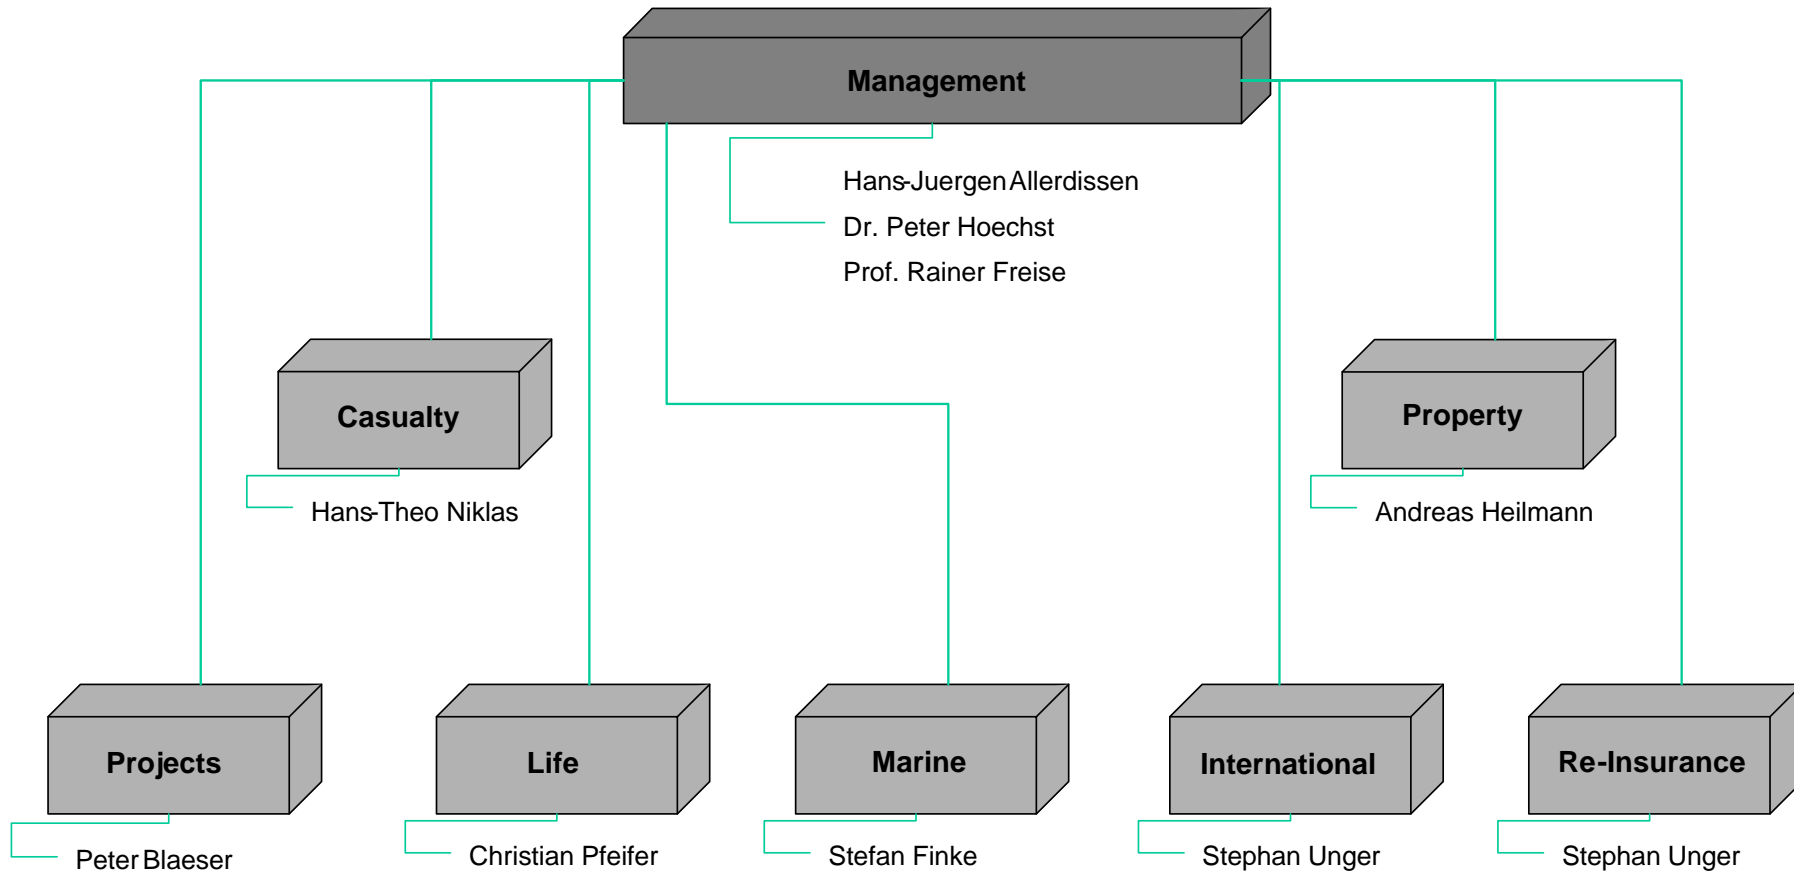 Management
Hans-Juergen Allerdissen
Dr. Peter Hoechst
Prof. Rainer Freise
Casualty
Hans-Theo Niklas
Property
Andreas Heilmann
Projects
Peter Blaeser
Life
Christian Pfeifer
Marine
Stefan Finke
International
Stephan Unger
Re-Insurance
Stephan Unger